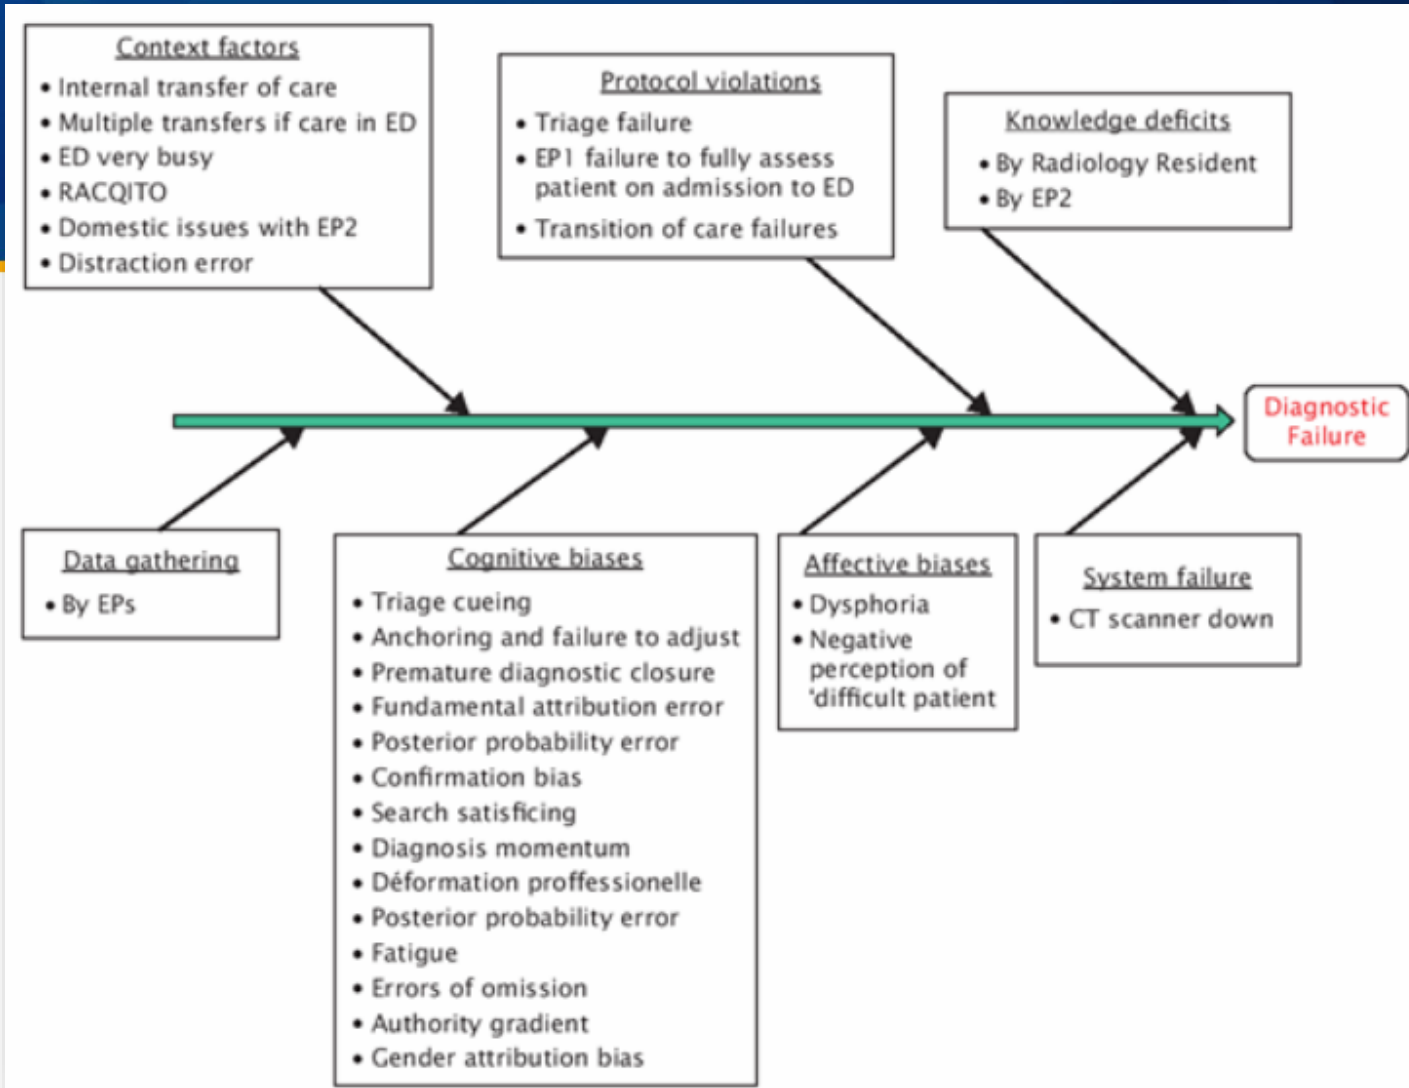 Context factors
• Internal transfer of care
• Multiple transfers if care in ED
• ED very busy
• RACQITO
• Domestic issues with EP2
• Distraction error
Protocol violations
• Triage failure
• EP1 failure to fully assess
patient on admission to ED
• Transition of care failures
Knowledge deficits
• By Radiology Resident
• By EP2
Diagnostic
Failure
Data gathering
• By EPs
Cognitive biases
• Triage cueing
• Anchoring and failure to adjust
• Premature diagnostic closure
• Fundamental attribution error
• Posterior probability error
• Confirmation bias
• Search satisficing
• Diagnosis momentum
• Déformation proffessionelle
• Posterior probability error
• Fatigue
• Errors of omission
• Authority gradient
• Gender attribution bias
Affective biases
• Dysphoria
• Negative
perception of
'difficult patient
System failure
• CT scanner down